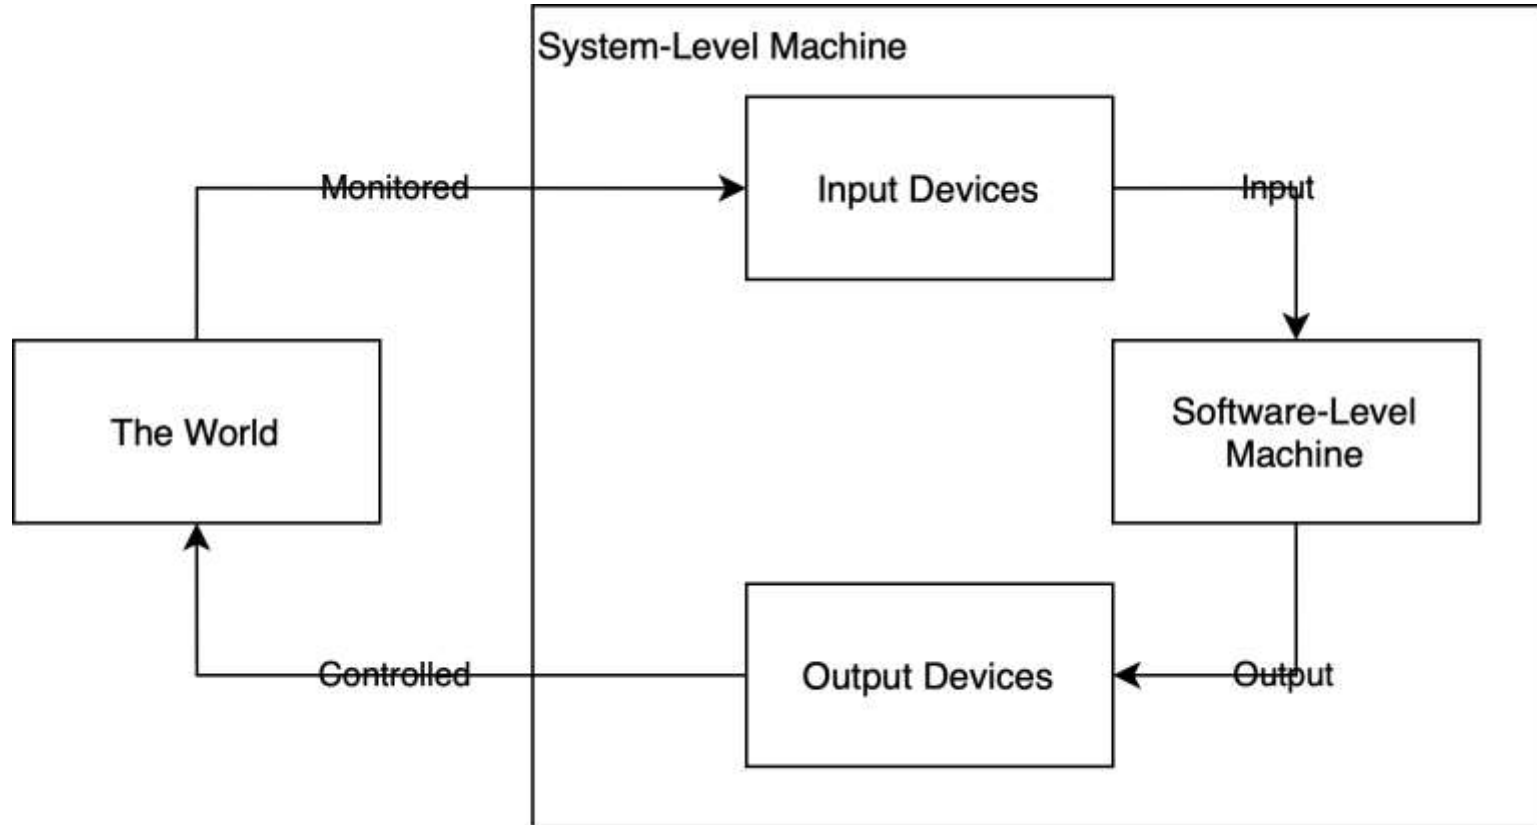 System-Level Machine
Monitored
Input Devices
Input
The World
Software-Level
Machine
Controlled
Output Devices
Output